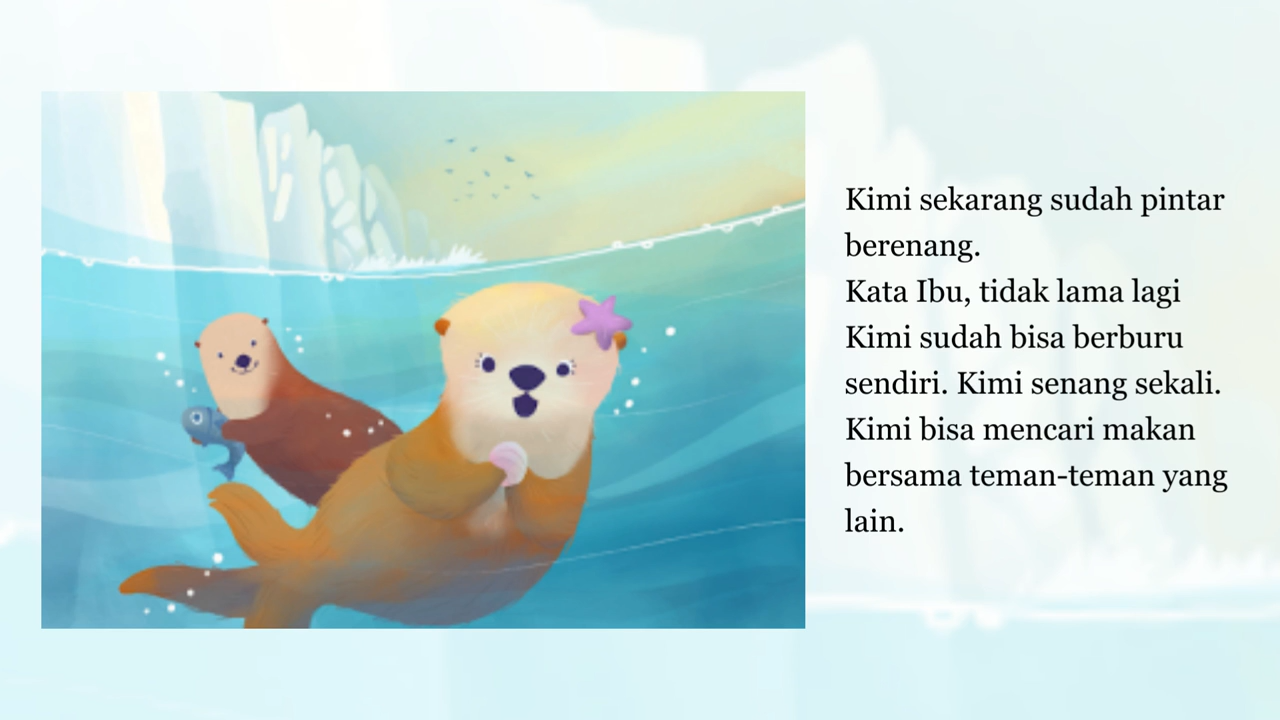 Kimi sekarang sudah pintar
berenang.
Kata Ibu, tidak lama lagi
Kimi sudah bisa berburu
sendiri. Kimi senang sekali.
Kimi bisa mencari makan
bersama teman-teman yang
lain.